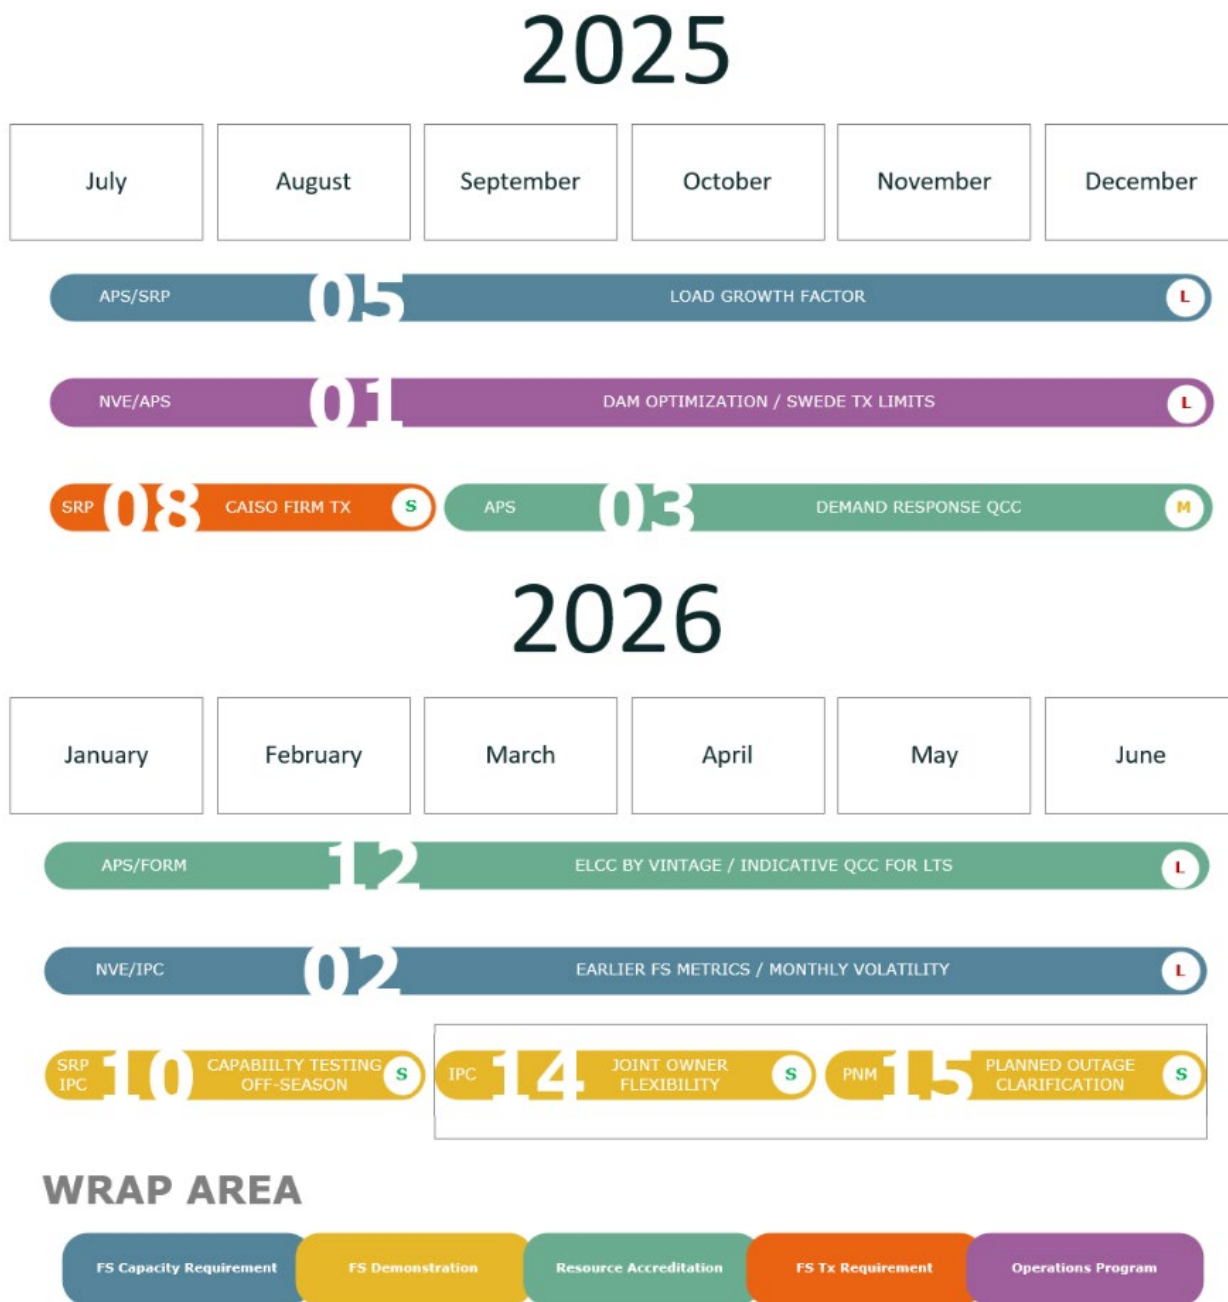 2025
July August September October November December
APS/SRP 05 LOAD GROWTH FACTOR L
NVE/APS 01 DAM OPTIMIZATION / SWEDE TX LIMITS L
SRP 08 CAISO FIRM TX S APS 03 DEMAND RESPONSE QCC M
2026
January February March April May June
APS/FORM 12 ELCC BY VINTAGE / INDICATIVE QCC FOR LTS L
NVE/IPC 02 EARLIER FS METRICS / MONTHLY VOLATILITY L
SRP
IPC
10
CAPABIILTY TESTING
OFF-SEASON
S
IPC
14
JOINT OWNER
FLEXIBILITY
S
PNM
15
PLANNED OUTAGE
CLARIFICATION
S
WRAP AREA
FS Capacity Requirement FS Demonstration Resource Accreditation FS Tx Requirement Operations Program